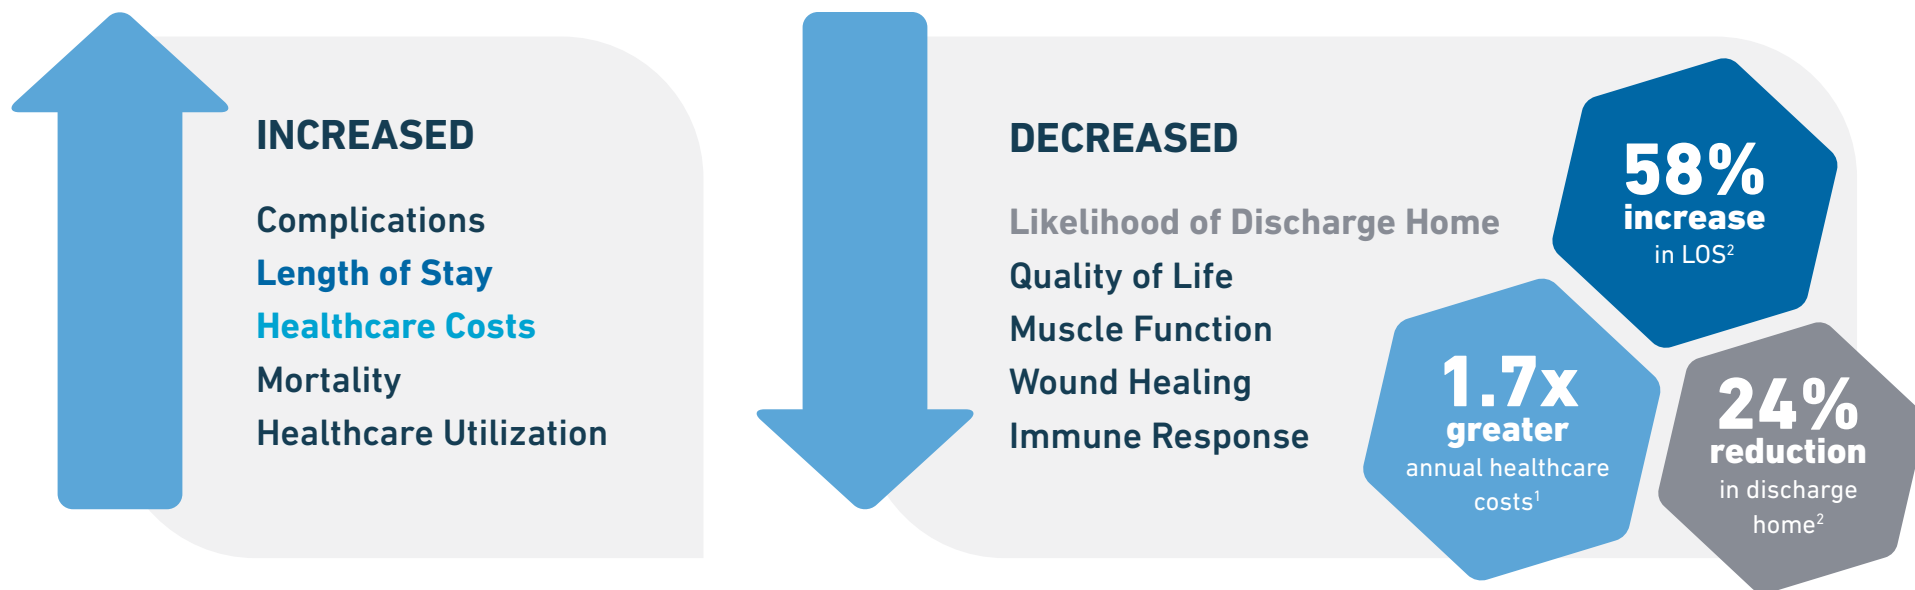 INCREASED
Complications
Length of Stay
Healthcare Costs
Mortality
Healthcare Utilization
DECREASED
Likelihood of Discharge Home
Quality of Life
Muscle Function
Wound Healing
Immune Response
58%
increase
in LOS²
1.7x
greater
annual healthcare
costs¹
24%
reduction
in discharge
home²